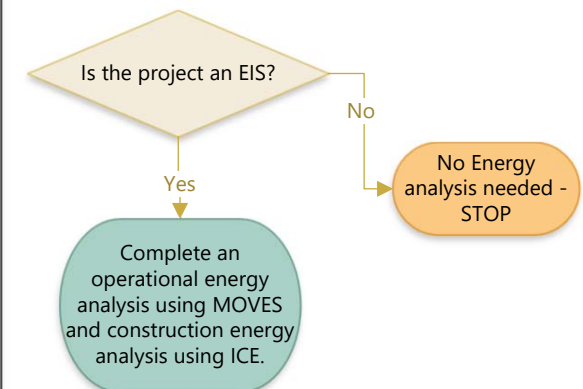 Is the project an EIS?
No
No Energy
analysis needed -
STOP
Yes
Complete an
operational energy
analysis using MOVES
and construction energy
analysis using ICE.